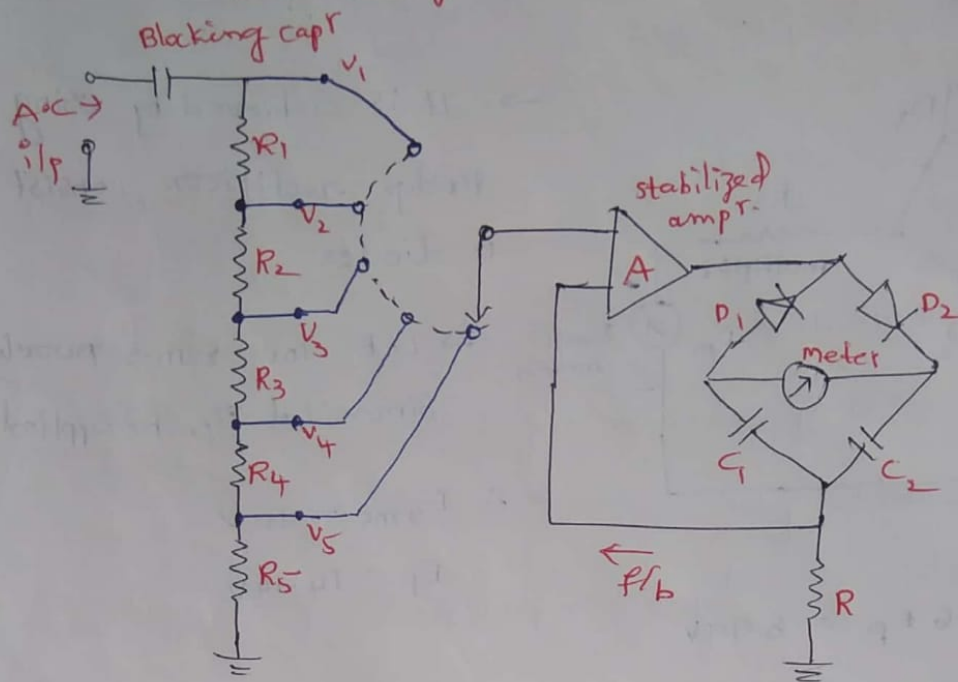 Blocking capr
A.C →
i/p
V1
R1
V2
R2
V3
R3
V4
R4
V5
R5
stabilized
ampr.
A
D1
D2
meter
C1
C2
←
f/b
R